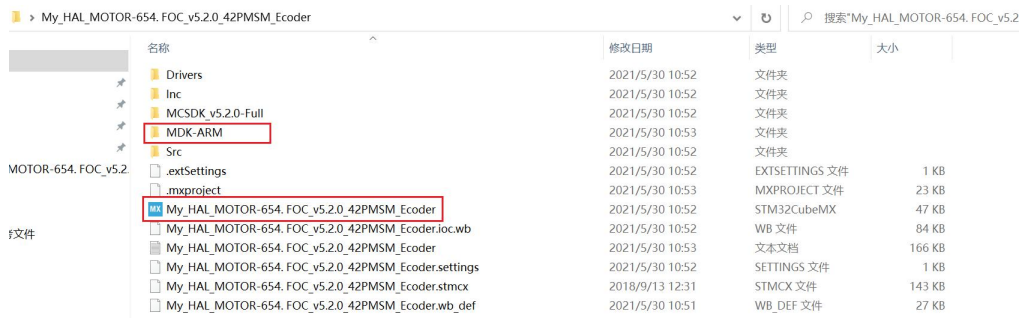 My_HAL_MOTOR-654. FOC_v5.2.0_42PMSM_Ecoder
搜索"My_HAL_MOTOR-654. FOC_v5.2
名称 修改日期 类型 大小
Drivers 2021/5/30 10:52 文件夹
Inc 2021/5/30 10:52 文件夹
MCSDK_v5.2.0-Full 2021/5/30 10:52 文件夹
MDK-ARM 2021/5/30 10:53 文件夹
Src 2021/5/30 10:52 文件夹
MOTOR-654. FOC_v5.2. .extSettings 2021/5/30 10:52 EXTSETTINGS 文件 1 KB
.mxproject 2021/5/30 10:53 MXPROJECT 文件 23 KB
MX My_HAL_MOTOR-654. FOC_v5.2.0_42PMSM_Ecoder 2021/5/30 10:52 STM32CubeMX 47 KB
My_HAL_MOTOR-654. FOC_v5.2.0_42PMSM_Ecoder.ioc.wb 2021/5/30 10:52 WB 文件 84 KB
文件 My_HAL_MOTOR-654. FOC_v5.2.0_42PMSM_Ecoder 2021/5/30 10:53 文本文档 166 KB
My_HAL_MOTOR-654. FOC_v5.2.0_42PMSM_Ecoder.settings 2021/5/30 10:52 SETTINGS 文件 1 KB
My_HAL_MOTOR-654. FOC_v5.2.0_42PMSM_Ecoder.stmcx 2018/9/13 12:31 STMCX 文件 143 KB
My_HAL_MOTOR-654. FOC_v5.2.0_42PMSM_Ecoder.wb_def 2021/5/30 10:51 WB_DEF 文件 27 KB